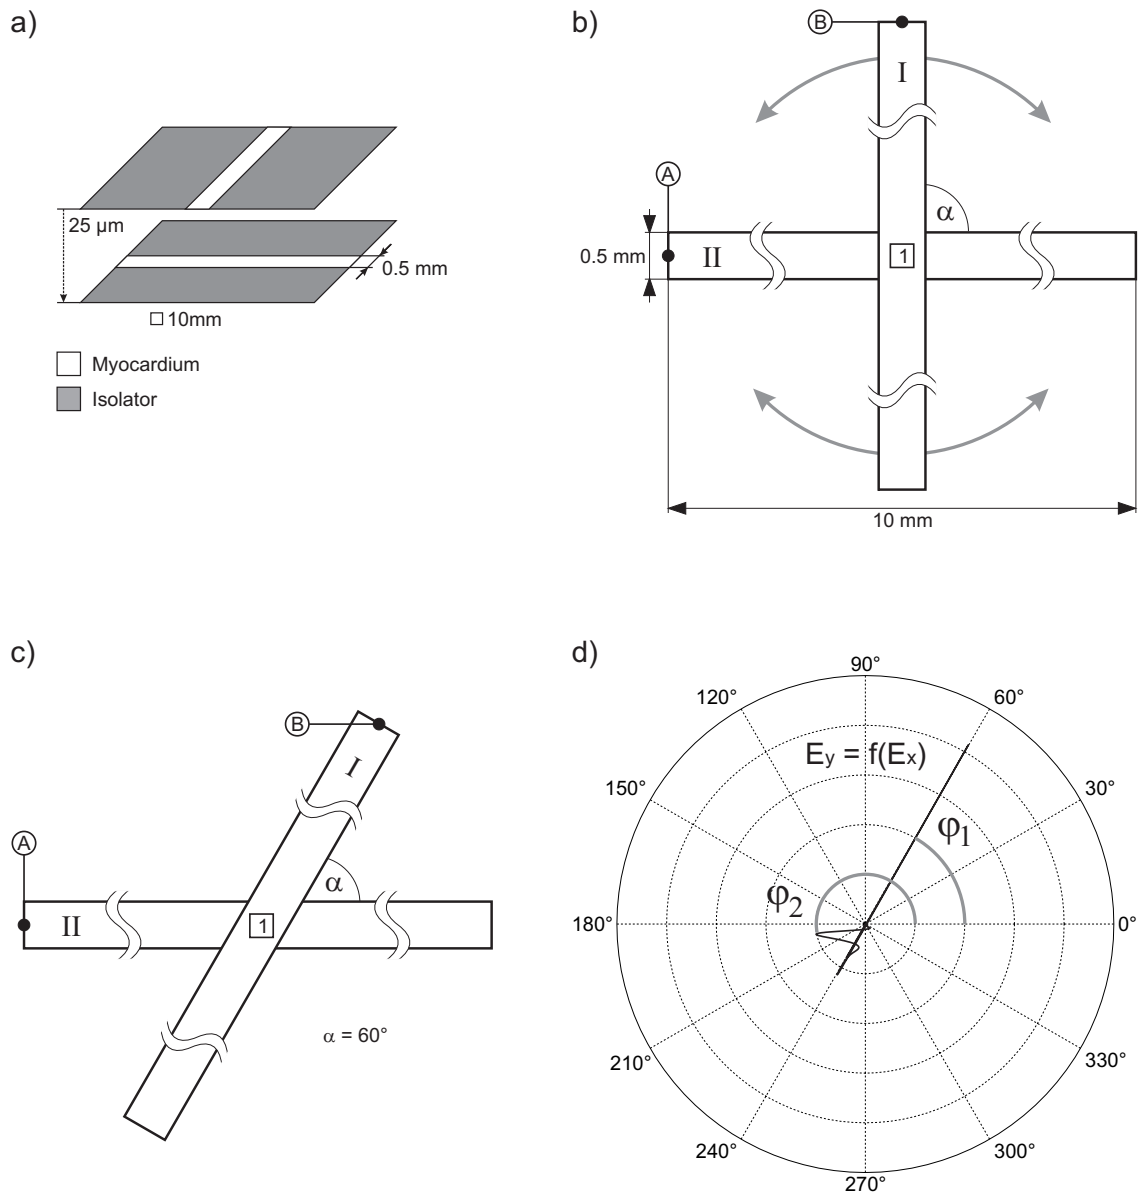 a)
25 µm
0.5 mm
□ 10mm
Myocardium
Isolator
b)
B
I
A
α
0.5 mm
II
1
10 mm
c)
B
I
A
α
II
1
α = 60°
d)
90°
120°
60°
Ey = f(Ex)
150°
30°
φ1
φ2
180°
0°
210°
330°
240°
300°
270°